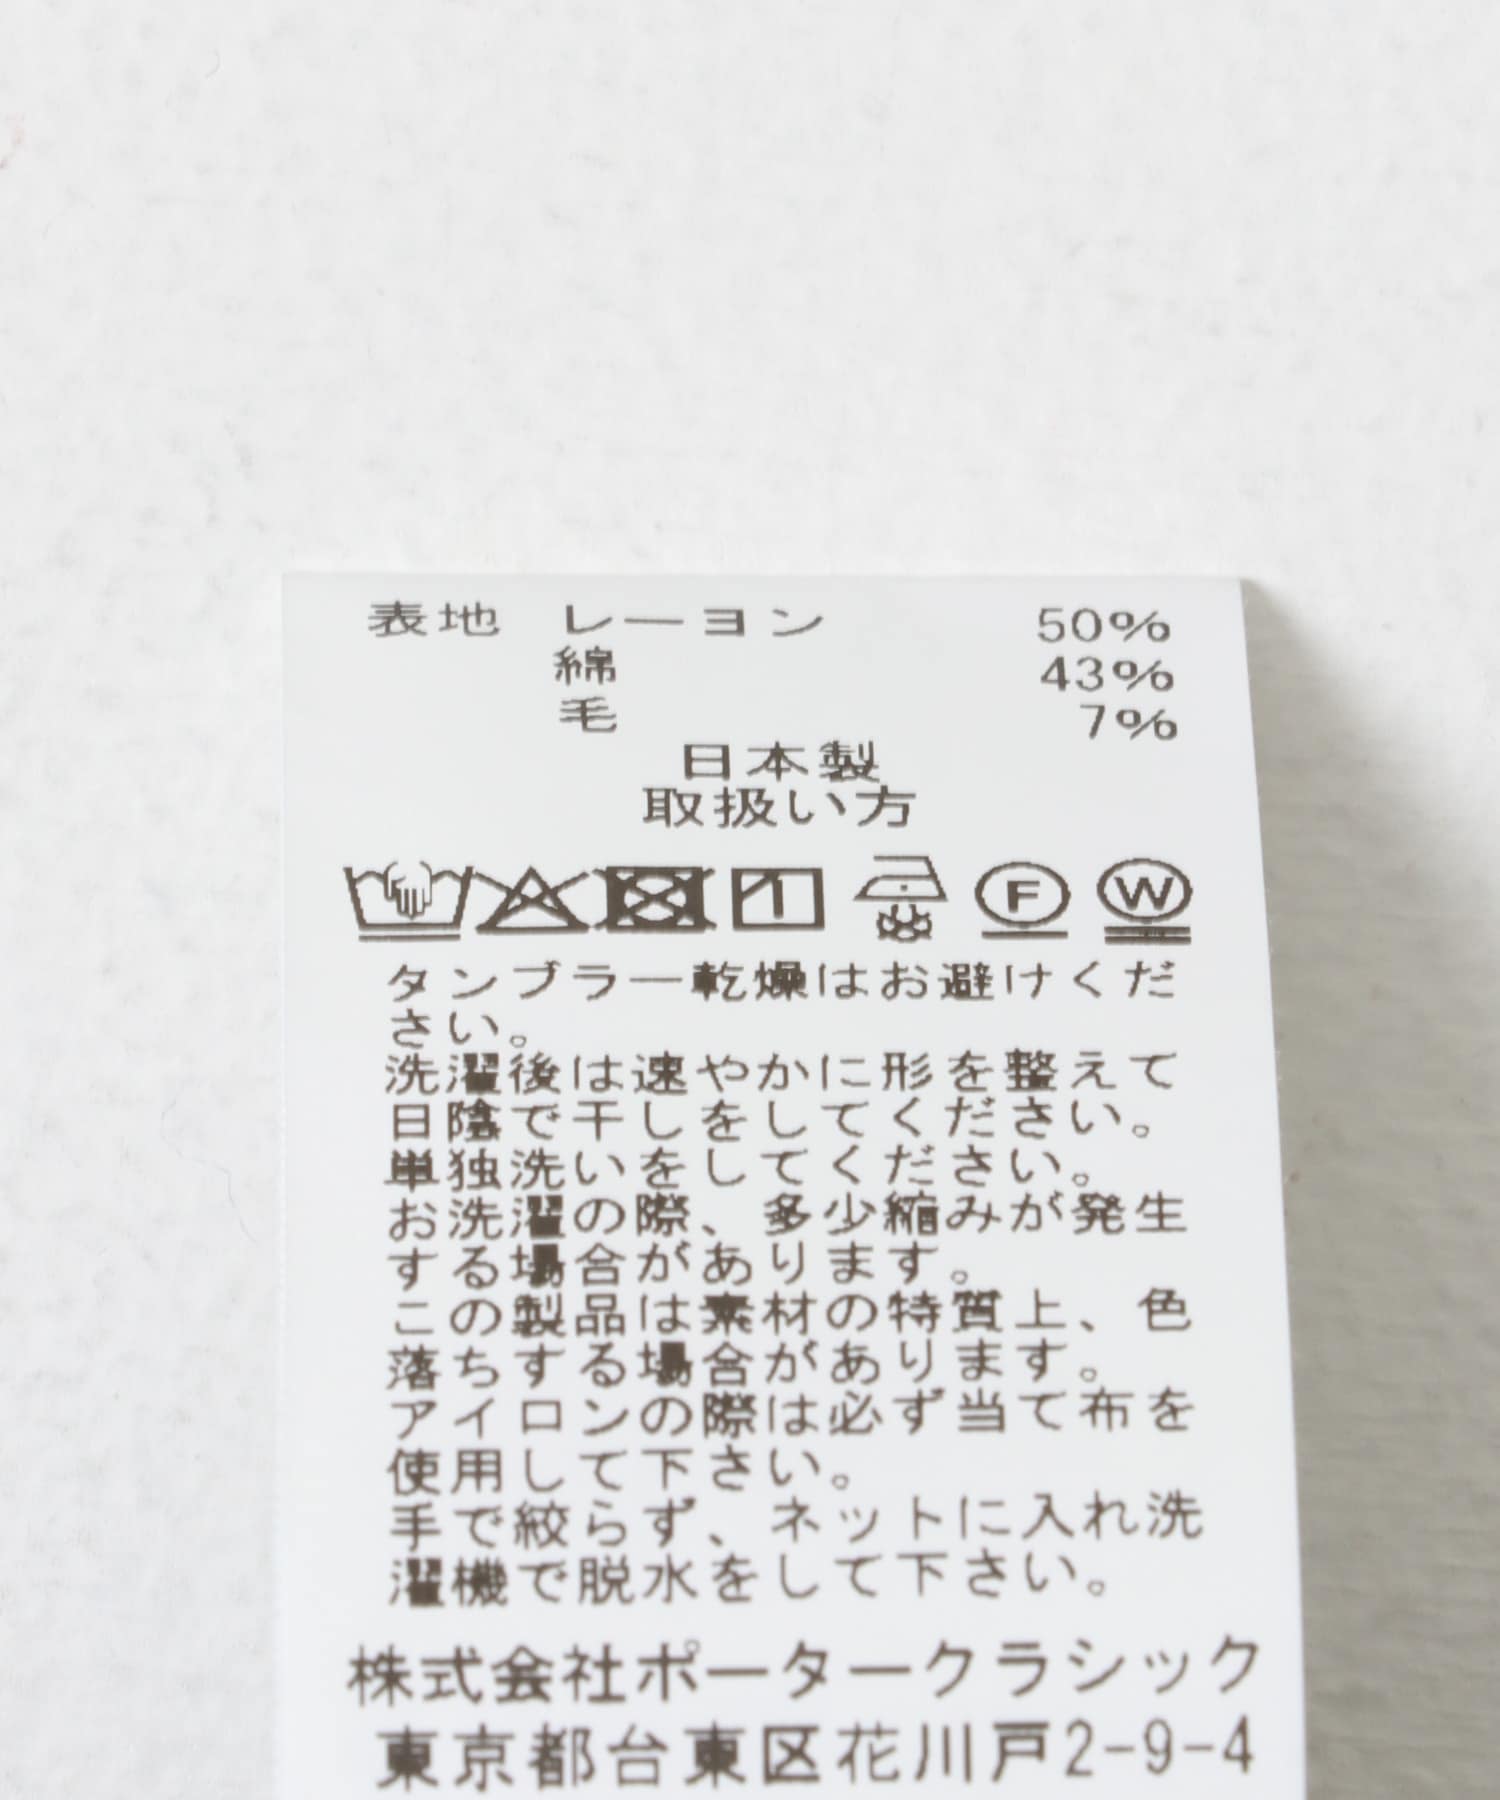 表地 レーヨン 50%
綿 43%
毛 7%
日本製
取扱い方
F W
タンブラー乾燥はお避けくだ
さい。
洗濯後は速やかに形を整えて
日陰で干しをしてください。
単独洗いをしてください。
お洗濯の際、多少縮みが発生
する場合があります。
この製品は素材の特質上、色
落ちする場合があります。
アイロンの際は必ず当て布を
使用して下さい。
手で絞らず、ネットに入れ洗
濯機で脱水をして下さい。
株式会社ポータークラシック
東京都台東区花川戸2-9-4